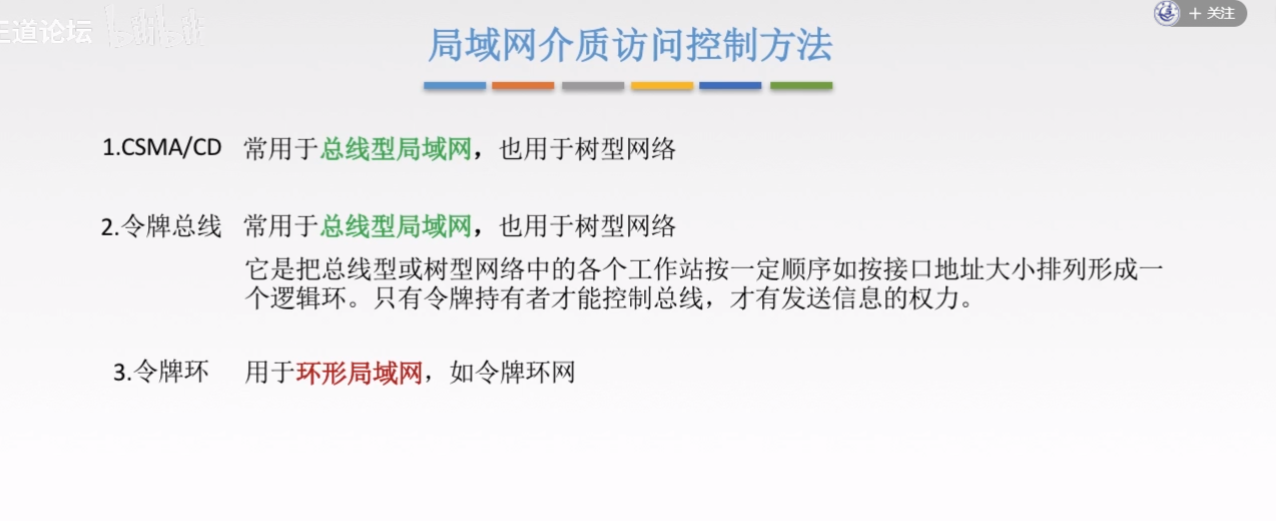 王道论坛
bilibili
+ 关注
局域网介质访问控制方法
1.CSMA/CD 常用于总线型局域网，也用于树型网络
2.令牌总线 常用于总线型局域网，也用于树型网络
它是把总线型或树型网络中的各个工作站按一定顺序如按接口地址大小排列形成一
个逻辑环。只有令牌持有者才能控制总线，才有发送信息的权力。
3.令牌环 用于环形局域网，如令牌环网